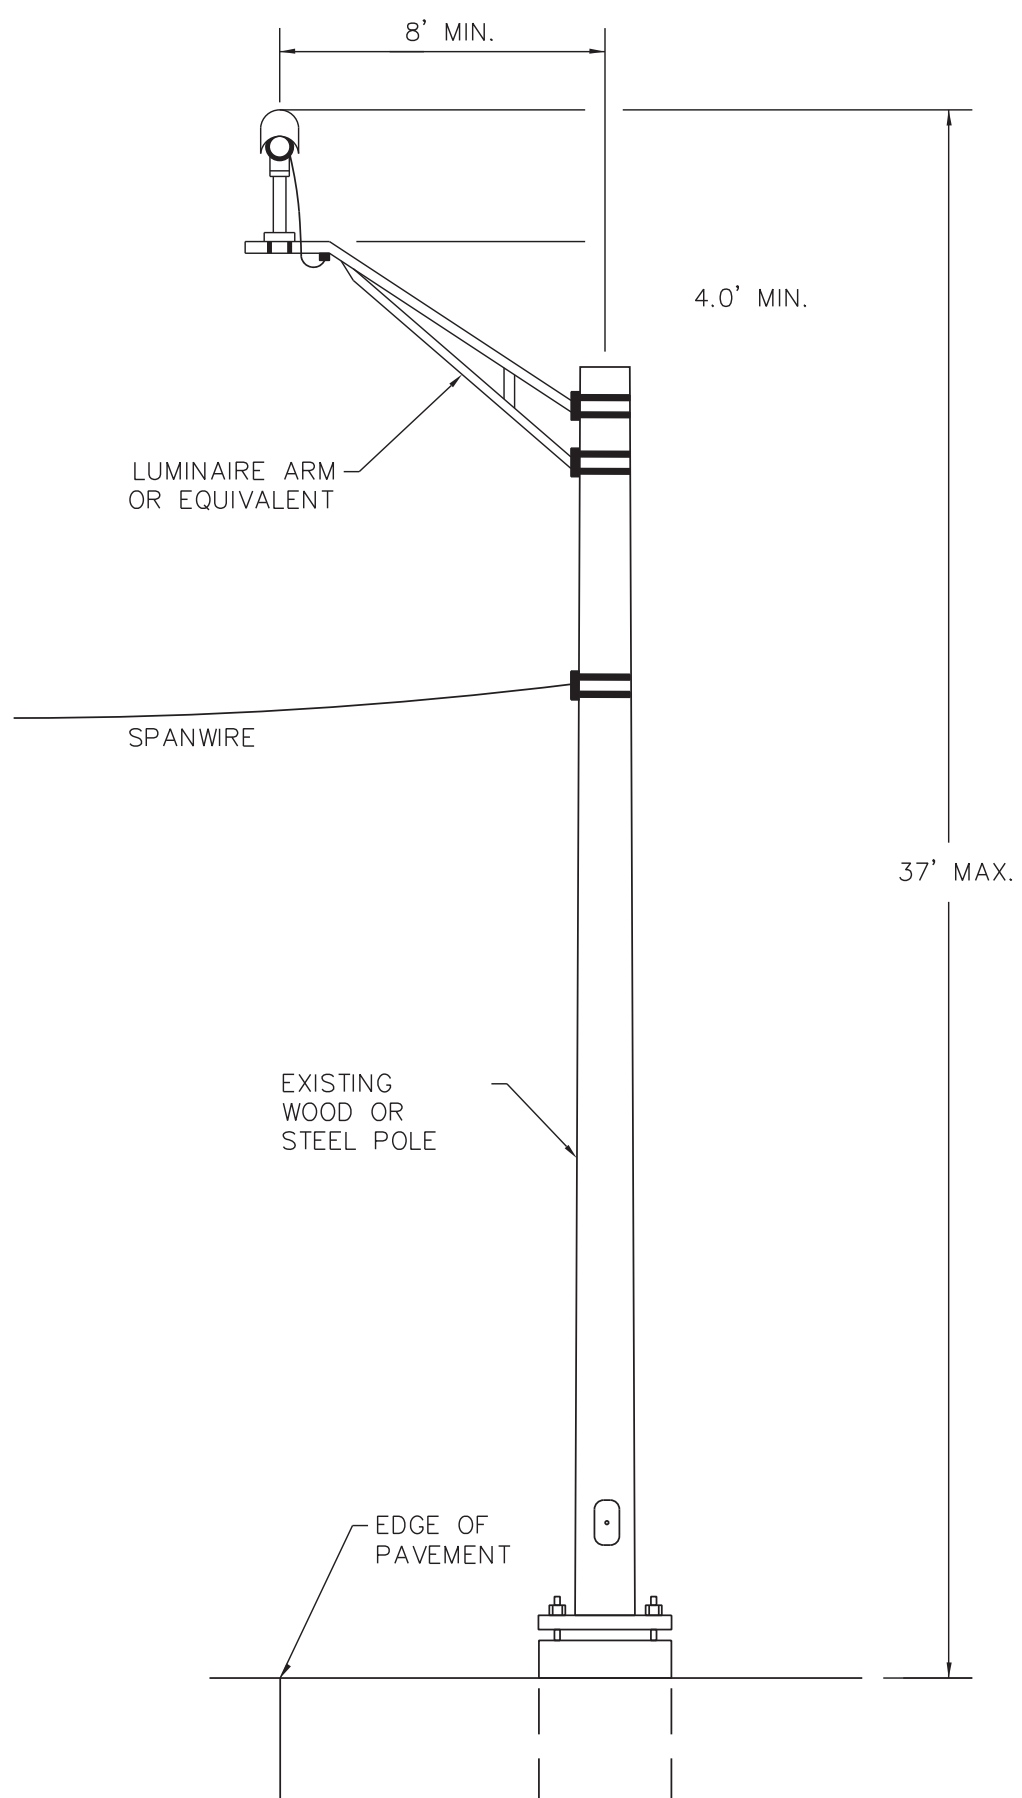 8' MIN.
4.0' MIN.
LUMINAIRE ARM
OR EQUIVALENT
SPANWIRE
37' MAX.
EXISTING
WOOD OR
STEEL POLE
EDGE OF
PAVEMENT